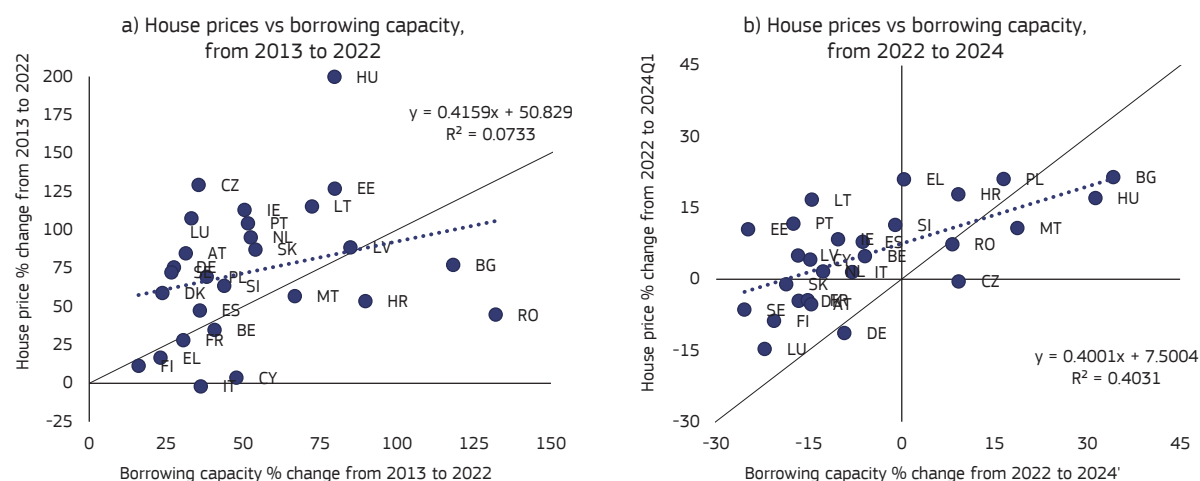 a) House prices vs borrowing capacity,
from 2013 to 2022
House price % change from 2013 to 2022
200
175
150
125
100
75
50
25
0
-25
HU
y = 0.4159x + 50.829
R² = 0.0733
CZ
EE
IE
LT
LU
PT
NL
SK
LV
AT
DE
SE
PL
BG
DK
SI
MT
HR
ES
RO
BE
FR
EL
FI
IT
CY
0
25
50
75
100
125
150
Borrowing capacity % change from 2013 to 2022
b) House prices vs borrowing capacity,
from 2022 to 2024
House price % change from 2022 to 2024Q1
45
30
15
0
-15
-30
EL
PL
BG
HR
HU
LT
PT
SI
MT
EE
IE
ES
RO
LV
CY
BE
NL
IT
SK
CZ
DK
FR
AT
SE
FI
DE
LU
y = 0.4001x + 7.5004
R² = 0.4031
-30
-15
0
15
30
45
Borrowing capacity % change from 2022 to 2024'